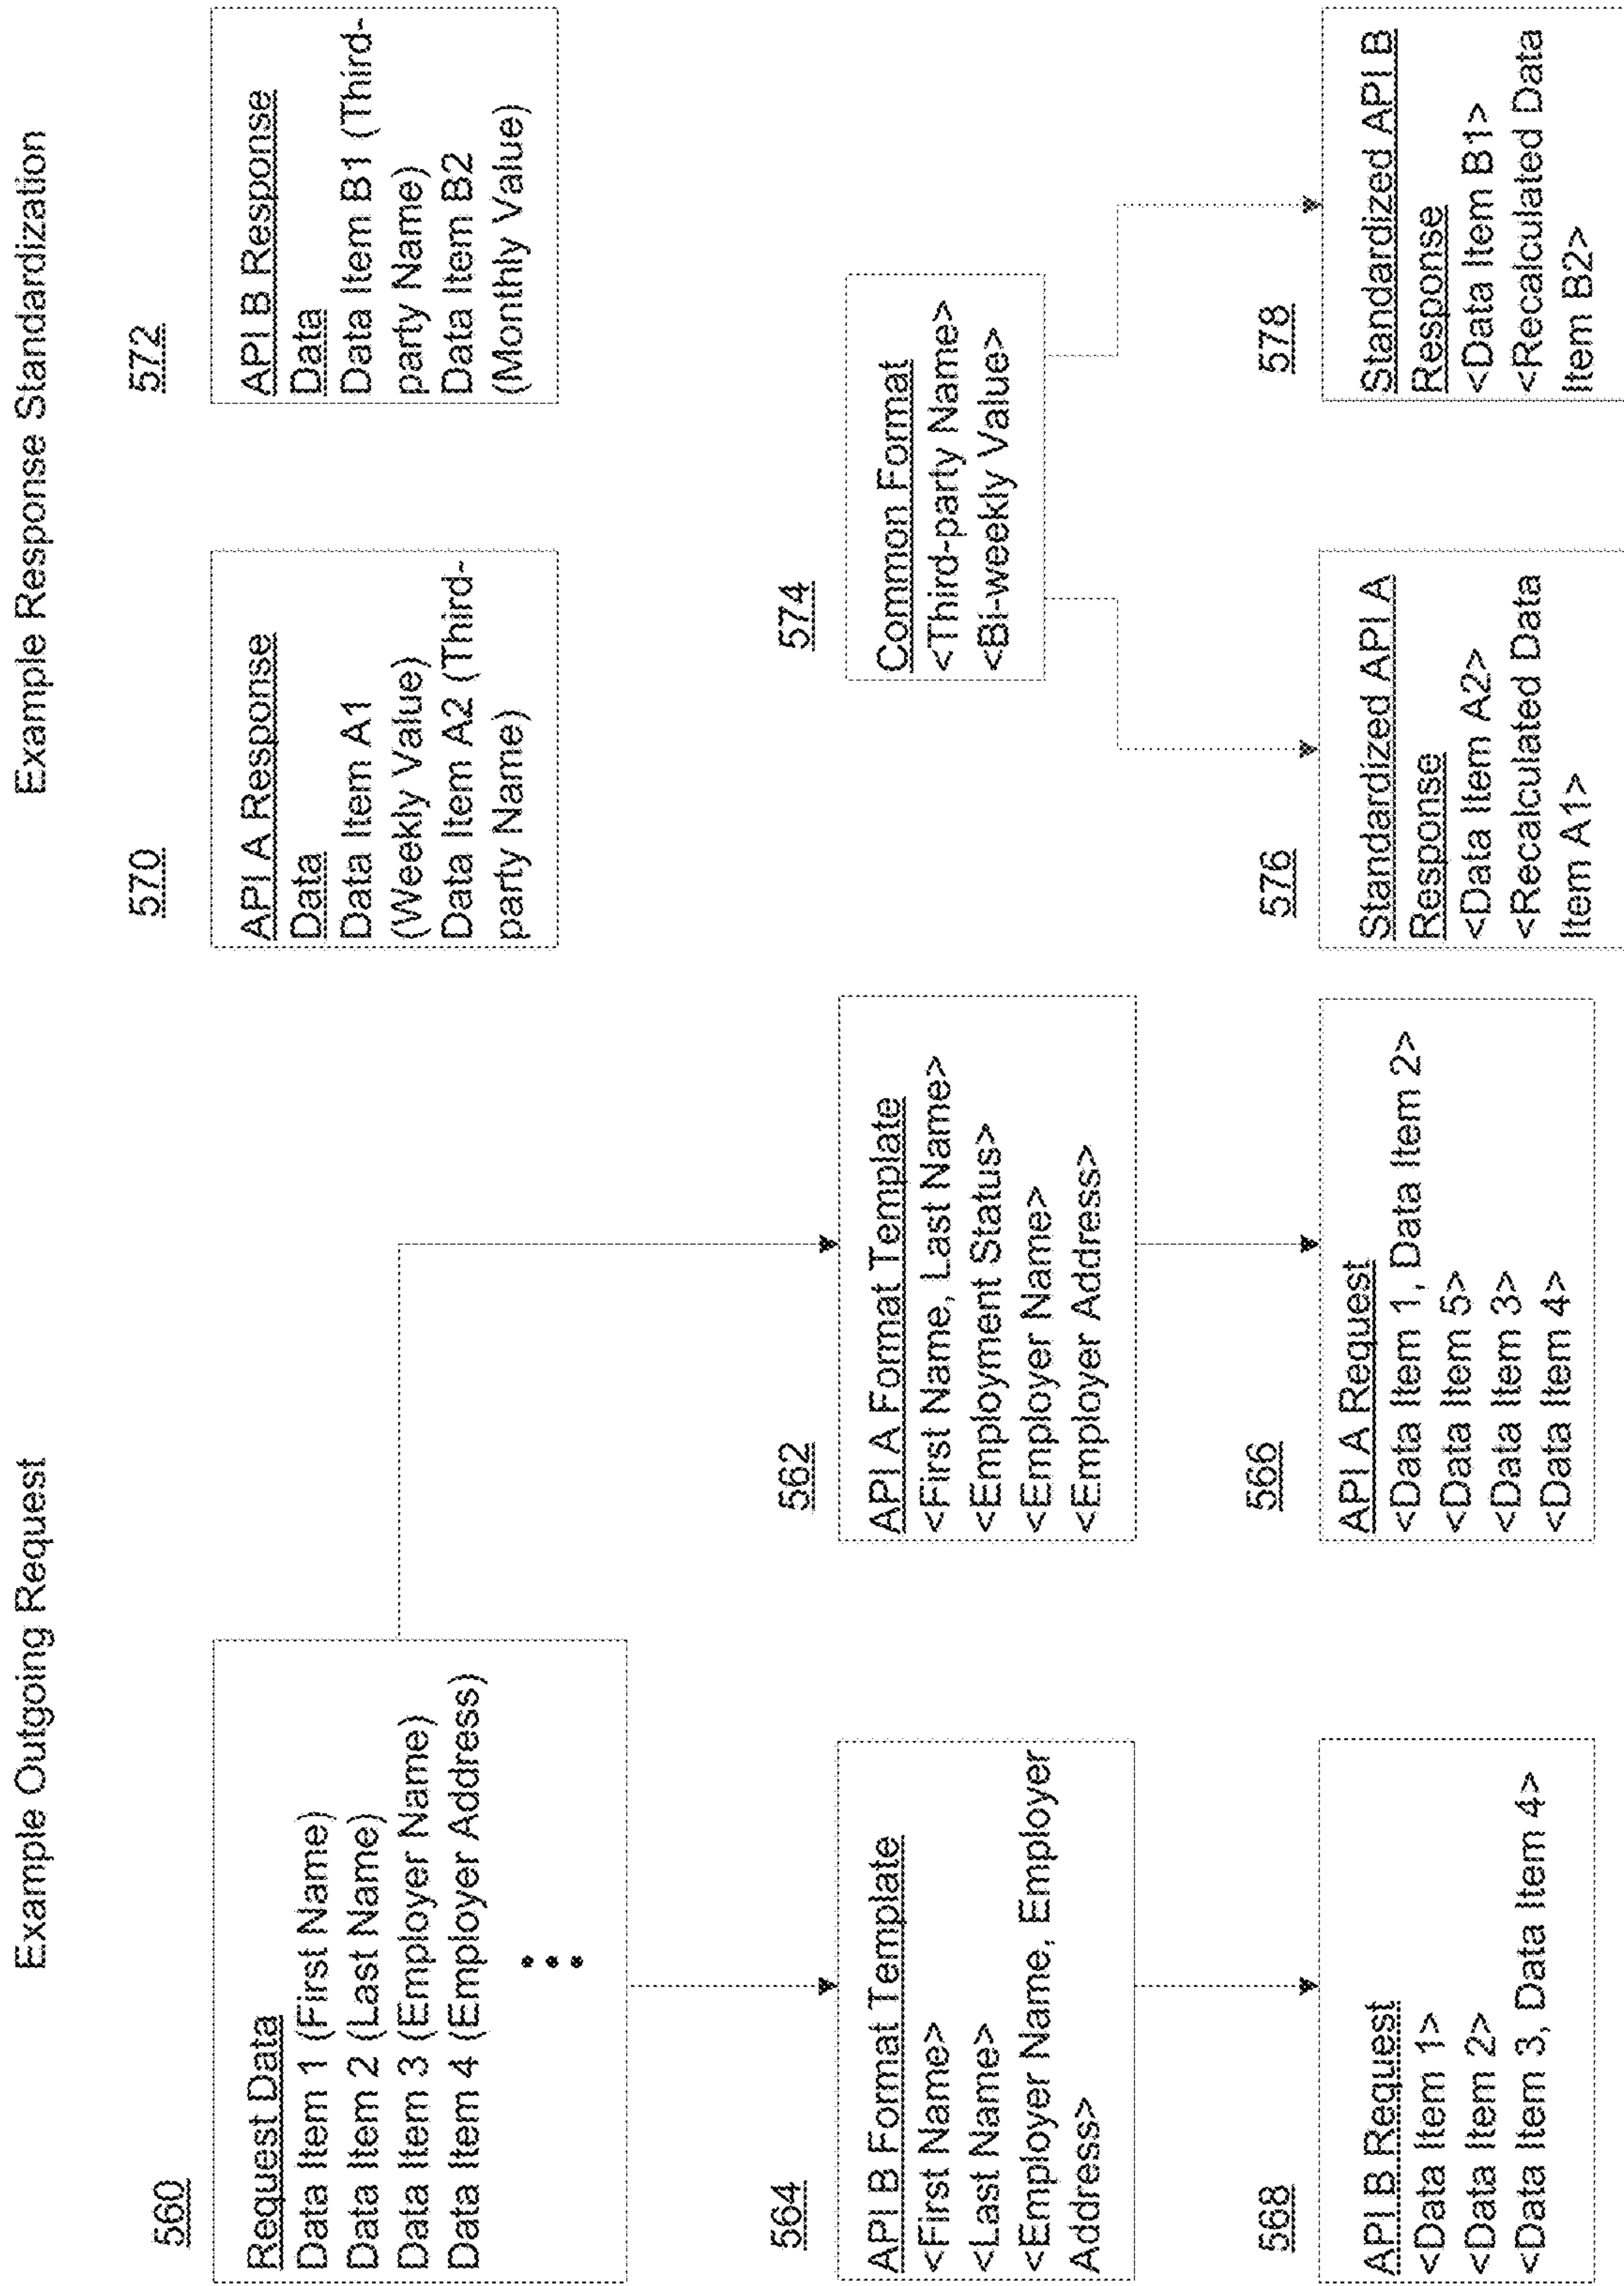 Example Outgoing Request
560
Request Data
Data Item 1 (First Name)
Data Item 2 (Last Name)
Data Item 3 (Employer Name)
Data Item 4 (Employer Address)
564
API B Format Template
<First Name>
<Last Name>
<Employer Name, Employer
Address>
562
API A Format Template
<First Name, Last Name>
<Employment Status>
<Employer Name>
<Employer Address>
568
API B Request
<Data Item 1>
<Data Item 2>
<Data Item 3, Data Item 4>
566
API A Request
<Data Item 1, Data Item 2>
<Data Item 5>
<Data Item 3>
<Data Item 4>
Example Response Standardization
570
API A Response
Data
Data Item A1
(Weekly Value)
Data Item A2 (Third-
party Name)
572
API B Response
Data
Data Item B1 (Third-
party Name)
Data Item B2
(Monthly Value)
574
Common Format
<Third-party Name>
<Bi-weekly Value>
576
Standardized API A
Response
<Data Item A2>
<Recalculated Data
Item A1>
578
Standardized API B
Response
<Data Item B1>
<Recalculated Data
Item B2>